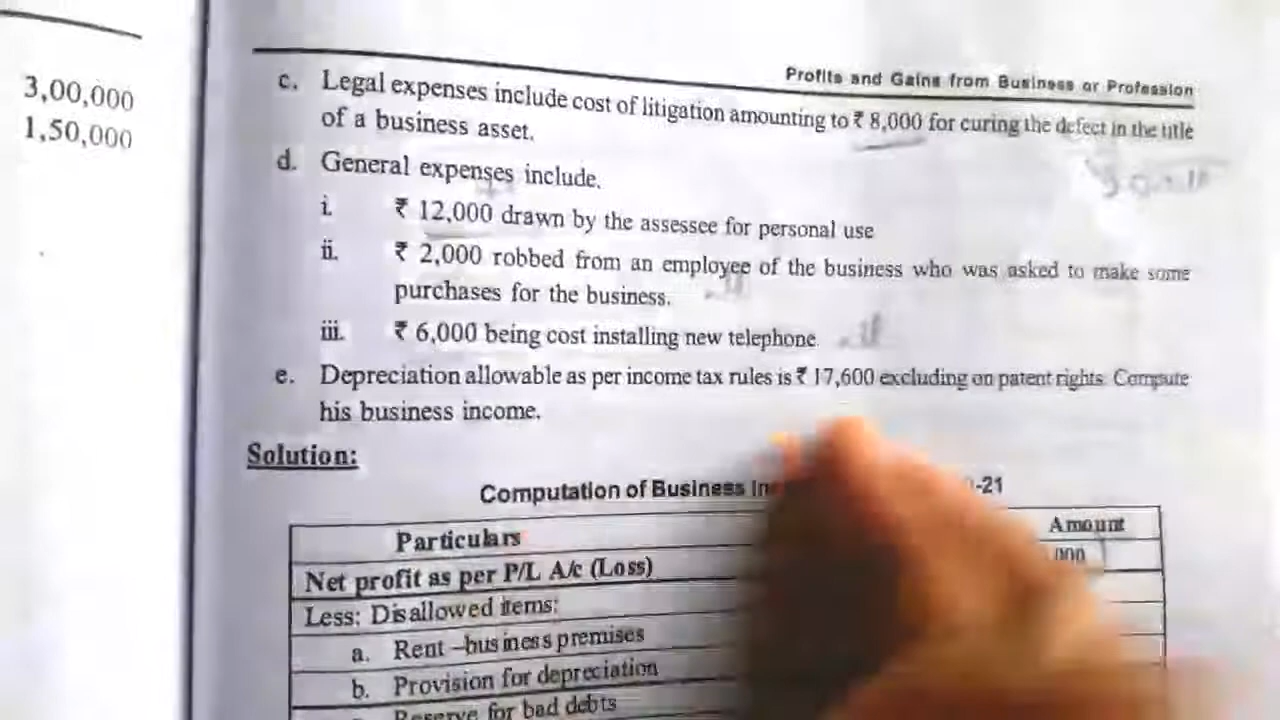 3,00,000
1,50,000
Profits and Gains from Business or Profession
c. Legal expenses include cost of litigation amounting to ₹ 8,000 for curing the defect in the title
of a business asset.
d. General expenses include.
i. ₹ 12,000 drawn by the assessee for personal use
ii. ₹ 2,000 robbed from an employee of the business who was asked to make some
purchases for the business.
iii. ₹ 6,000 being cost installing new telephone.
e. Depreciation allowable as per income tax rules is ₹ 17,600 excluding on patent rights. Compute
his business income.
Solution:
Computation of Business In -21
Particulars Amount
Net profit as per P/L A/c (Loss) 000
Less: Disallowed items:
a. Rent –business premises
b. Provision for depreciation
Reserve for bad debts